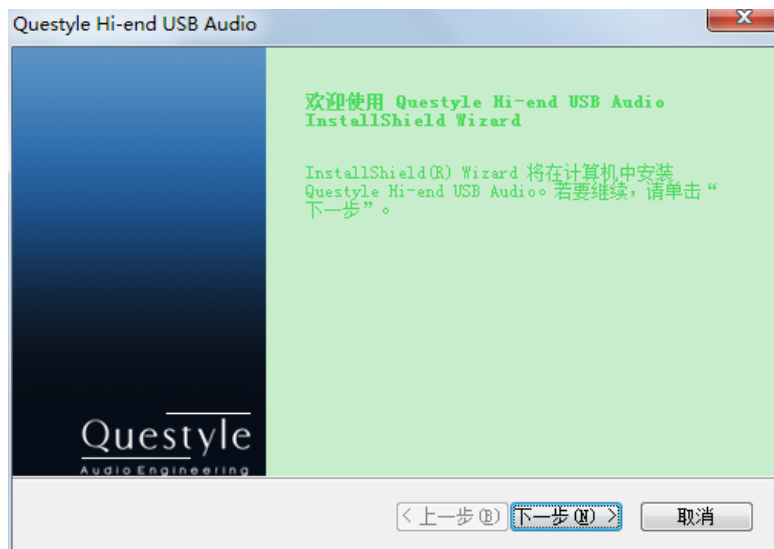 Questyle Hi-end USB Audio
欢迎使用 Questyle Hi-end USB Audio
InstallShield Wizard
InstallShield(R) Wizard 将在计算机中安装
Questyle Hi-end USB Audio。若要继续，请单击“
下一步”。
Questyle
Audio Engineering
< 上一步(B)
下一步(N) >
取消